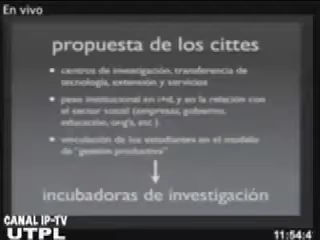 En vivo
propuesta de los cittes
• centros de investigación, transferencia de
tecnología, extensión y servicios
• peso institucional en i+d, y en la relación con
el sector social (empresas, gobierno,
educación, ong's, etc.)
• vinculación de los estudiantes en el modelo
de "gestión productiva"
incubadoras de investigación
CANAL IP-TV
UTPL
11:54:4